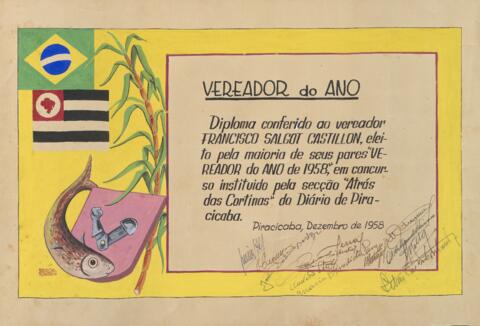 VEREADOR do ANO
Diploma conferido ao vereador
FRANCISCO SALGOT CASTILLON, elei-
to pela maioria de seus pares "VE-
READOR do ANO de 1958," em concur-
so instituido pela secção "Atrás
das Cortinas" do Diário de Pira-
cicaba.
Piracicaba, Dezembro de 1958